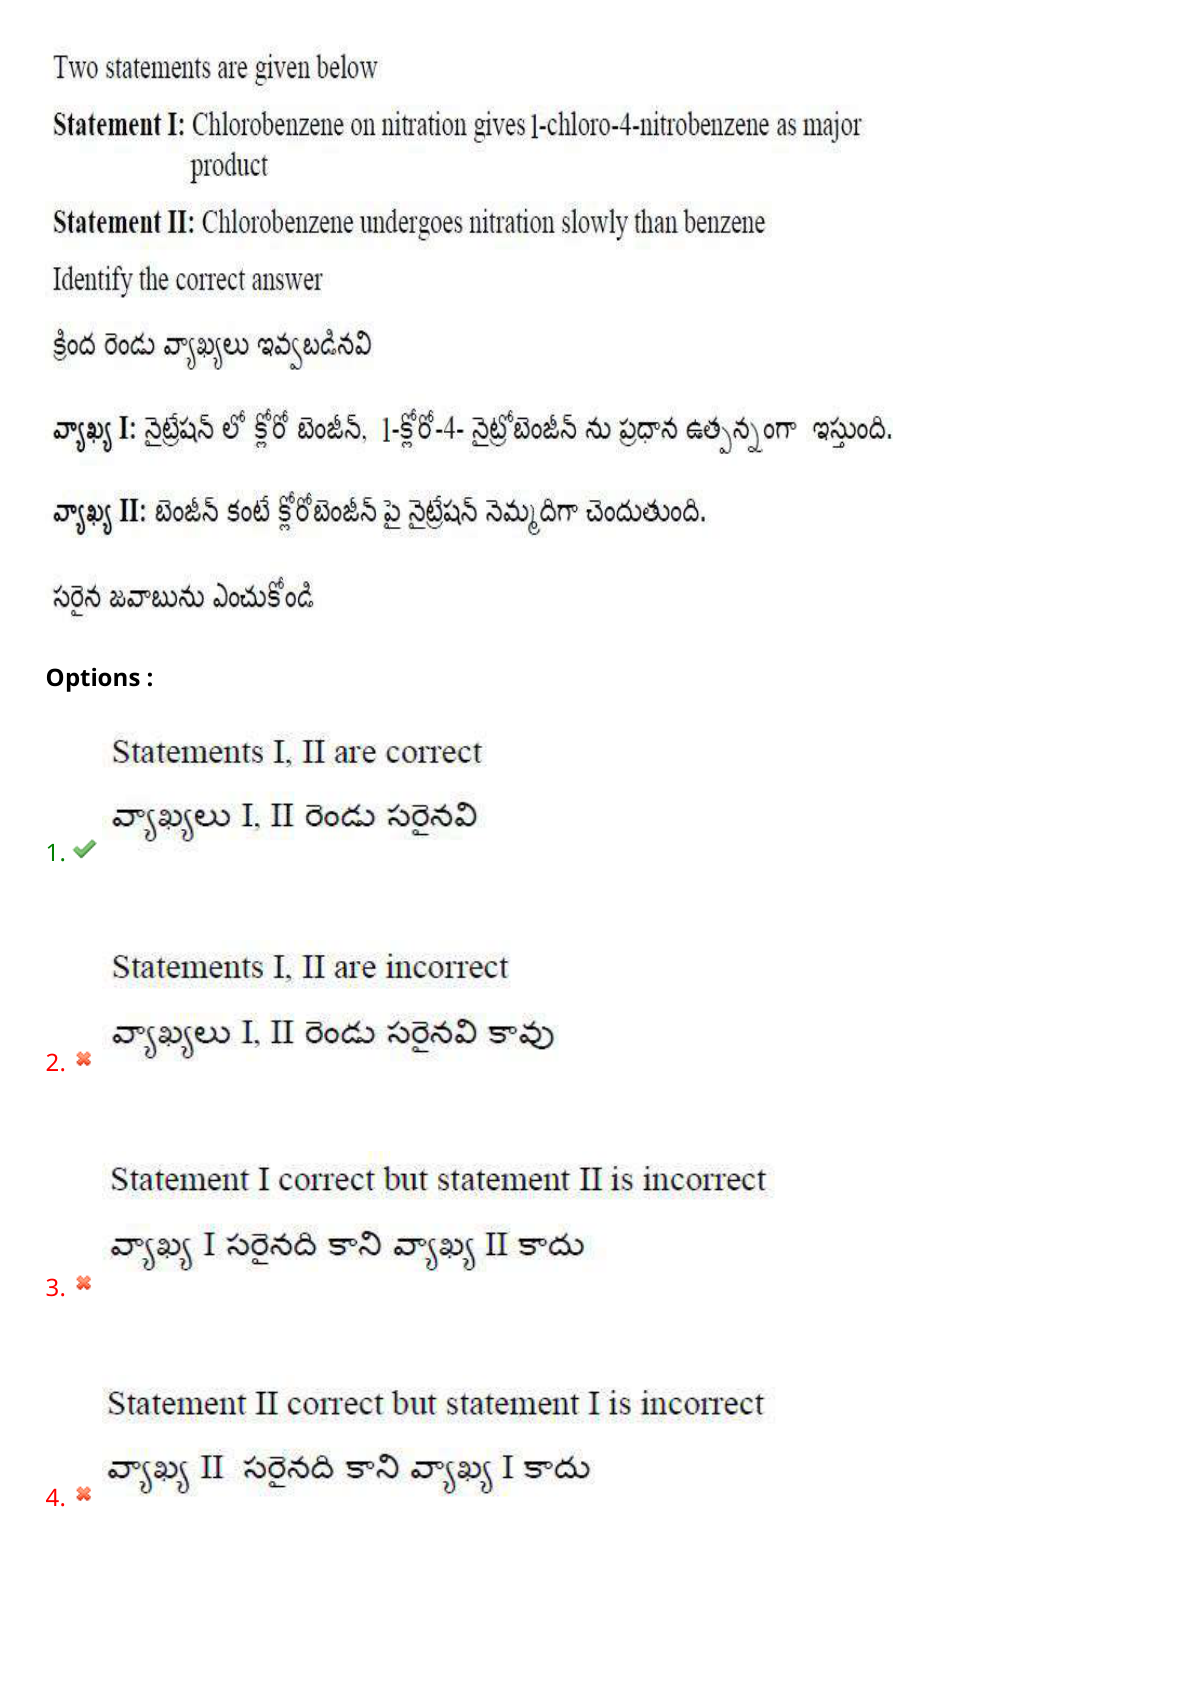 Two statements are given below
Statement I: Chlorobenzene on nitration gives 1-chloro-4-nitrobenzene as major
product
Statement II: Chlorobenzene undergoes nitration slowly than benzene
Identify the correct answer
క్రింద రెండు వ్యాఖ్యలు ఇవ్వబడినవి
వ్యాఖ్య I: నైట్రేషన్ లో క్లోరో బెంజీన్, 1-క్లోరో-4- నైట్రోబెంజీన్ ను ప్రధాన ఉత్పన్నంగా ఇస్తుంది.
వ్యాఖ్య II: బెంజీన్ కంటే క్లోరోబెంజీన్ పై నైట్రేషన్ నెమ్మదిగా చెందుతుంది.
సరైన జవాబును ఎంచుకోండి
Options :
Statements I, II are correct
వ్యాఖ్యలు I, II రెండు సరైనవి
1.
Statements I, II are incorrect
వ్యాఖ్యలు I, II రెండు సరైనవి కావు
2.
Statement I correct but statement II is incorrect
వ్యాఖ్య I సరైనది కాని వ్యాఖ్య II కాదు
3.
Statement II correct but statement I is incorrect
వ్యాఖ్య II సరైనది కాని వ్యాఖ్య I కాదు
4.